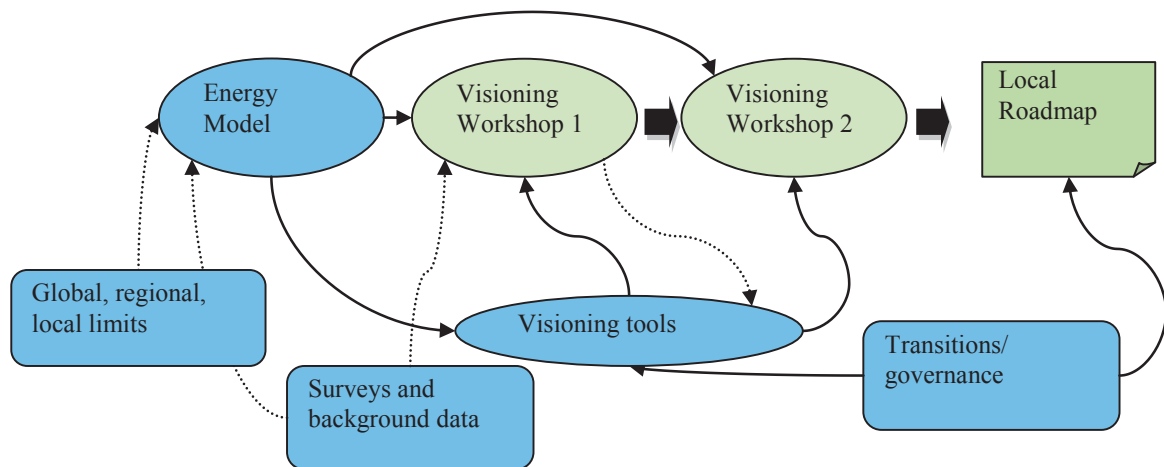 Energy
Model
Visioning
Workshop 1
Visioning
Workshop 2
Local
Roadmap
Global, regional,
local limits
Visioning tools
Transitions/
governance
Surveys and
background data